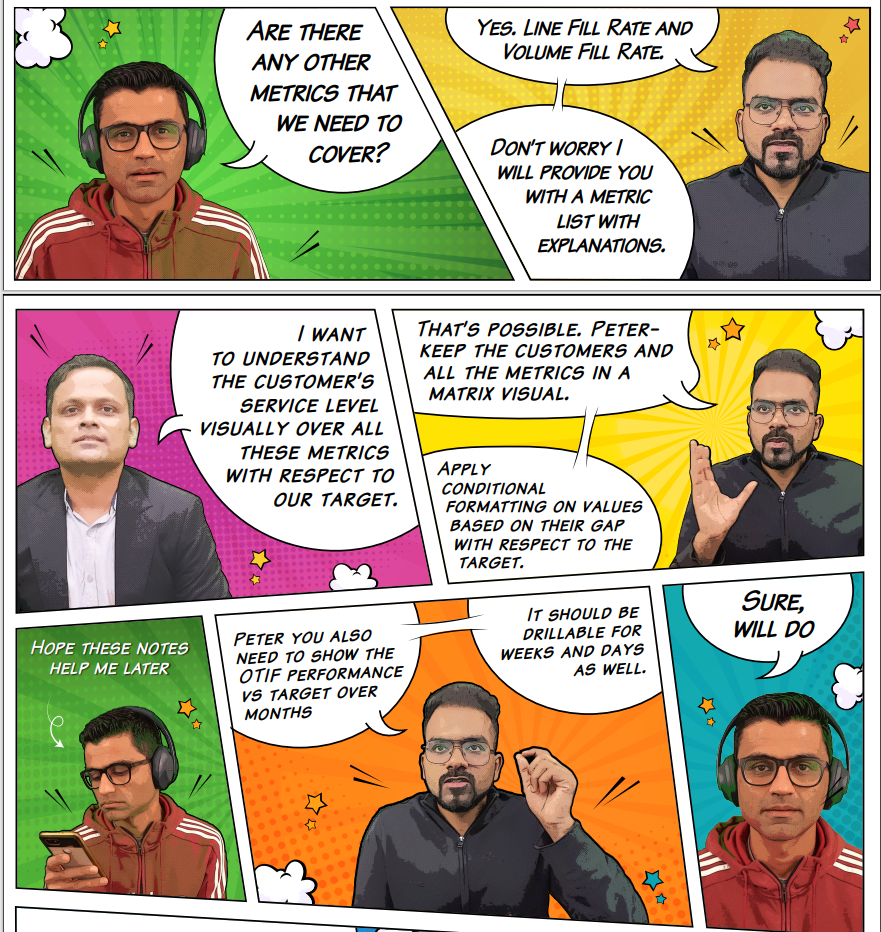 Are there
any other
metrics that
we need to
cover?
Yes. Line Fill Rate and
Volume Fill Rate.
Don't worry I
will provide you
with a metric
list with
explanations.
I want
to understand
the customer's
service level
visually over all
these metrics
with respect to
our target.
That's possible. Peter-
keep the customers and
all the metrics in a
matrix visual.
Apply
conditional
formatting on values
based on their gap
with respect to the
target.
Hope these notes
help me later
Peter you also
need to show the
OTIF performance
vs target over
months
It should be
drillable for
weeks and days
as well.
Sure,
will do